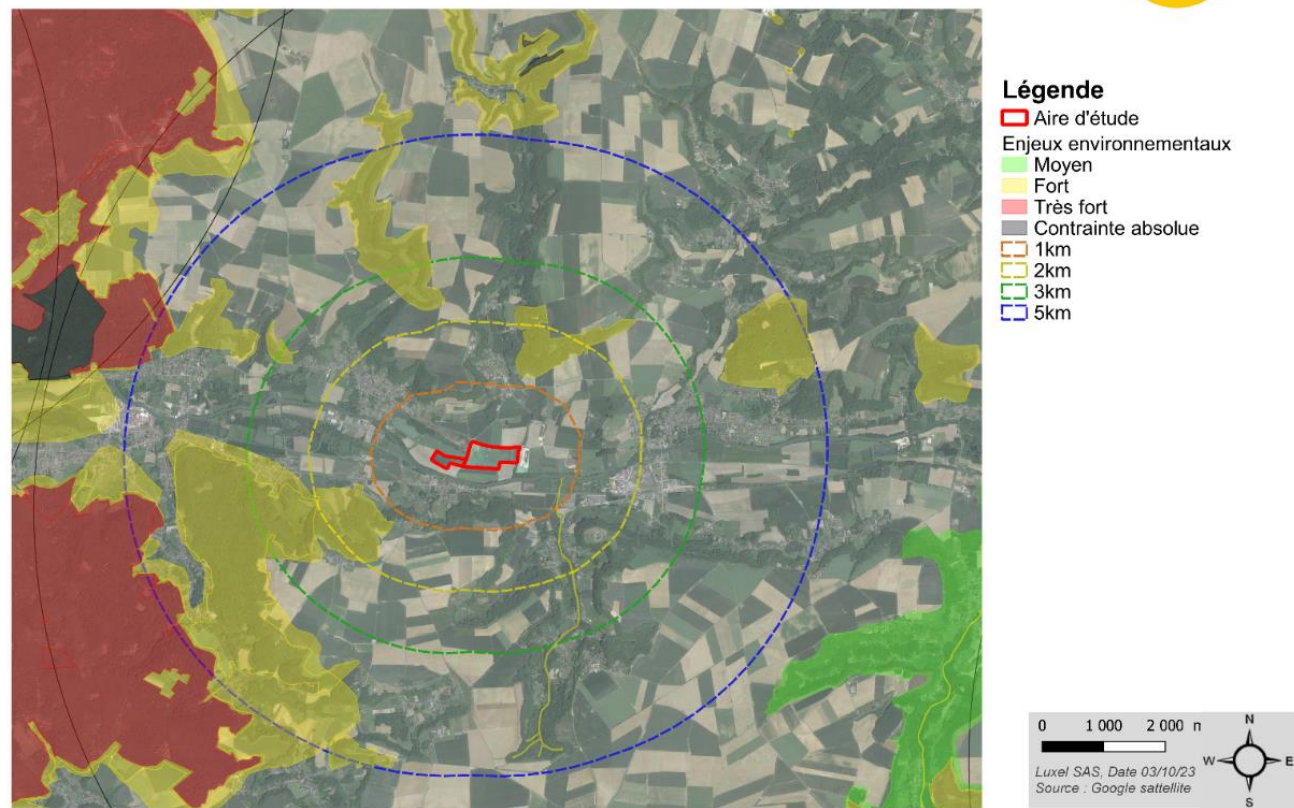 Légende
Aire d'étude
Enjeux environnementaux
Moyen
Fort
Très fort
Contrainte absolue
1km
2km
3km
5km
0 1 000 2 000 n
Luxel SAS, Date 03/10/23
Source : Google sattellite
N
W E
S